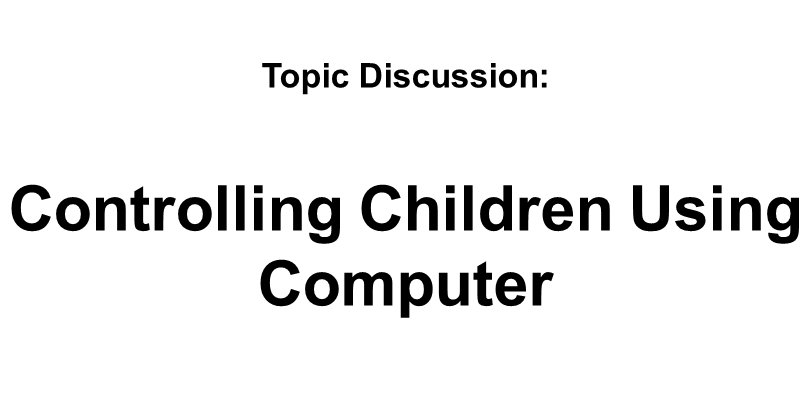 Topic Discussion:
Controlling Children Using
Computer